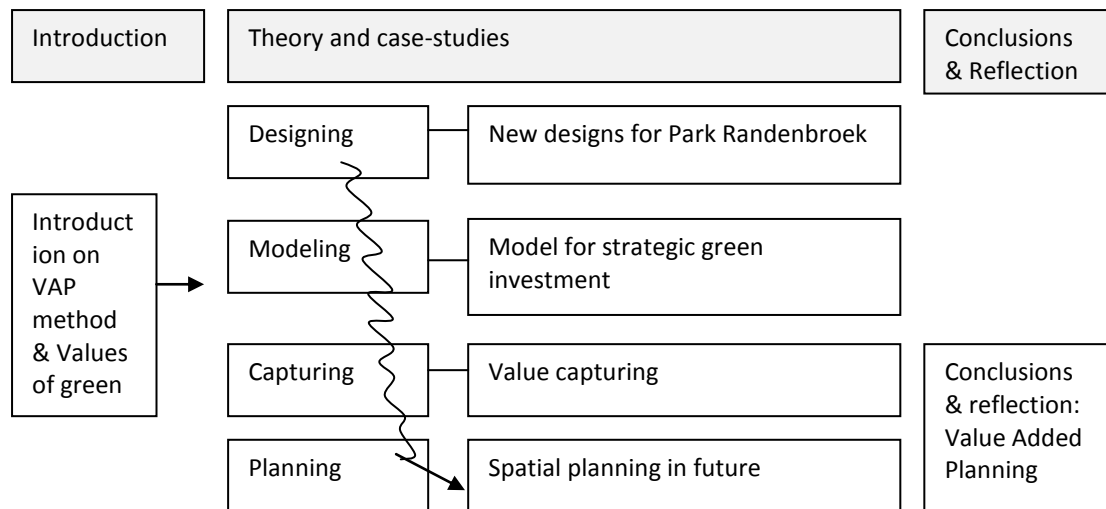 Introduction
Theory and case-studies
Conclusions
& Reflection
Designing
New designs for Park Randenbroek
Introduct
ion on
VAP
method
& Values
of green
Modeling
Model for strategic green
investment
Capturing
Value capturing
Planning
Spatial planning in future
Conclusions
& reflection:
Value Added
Planning